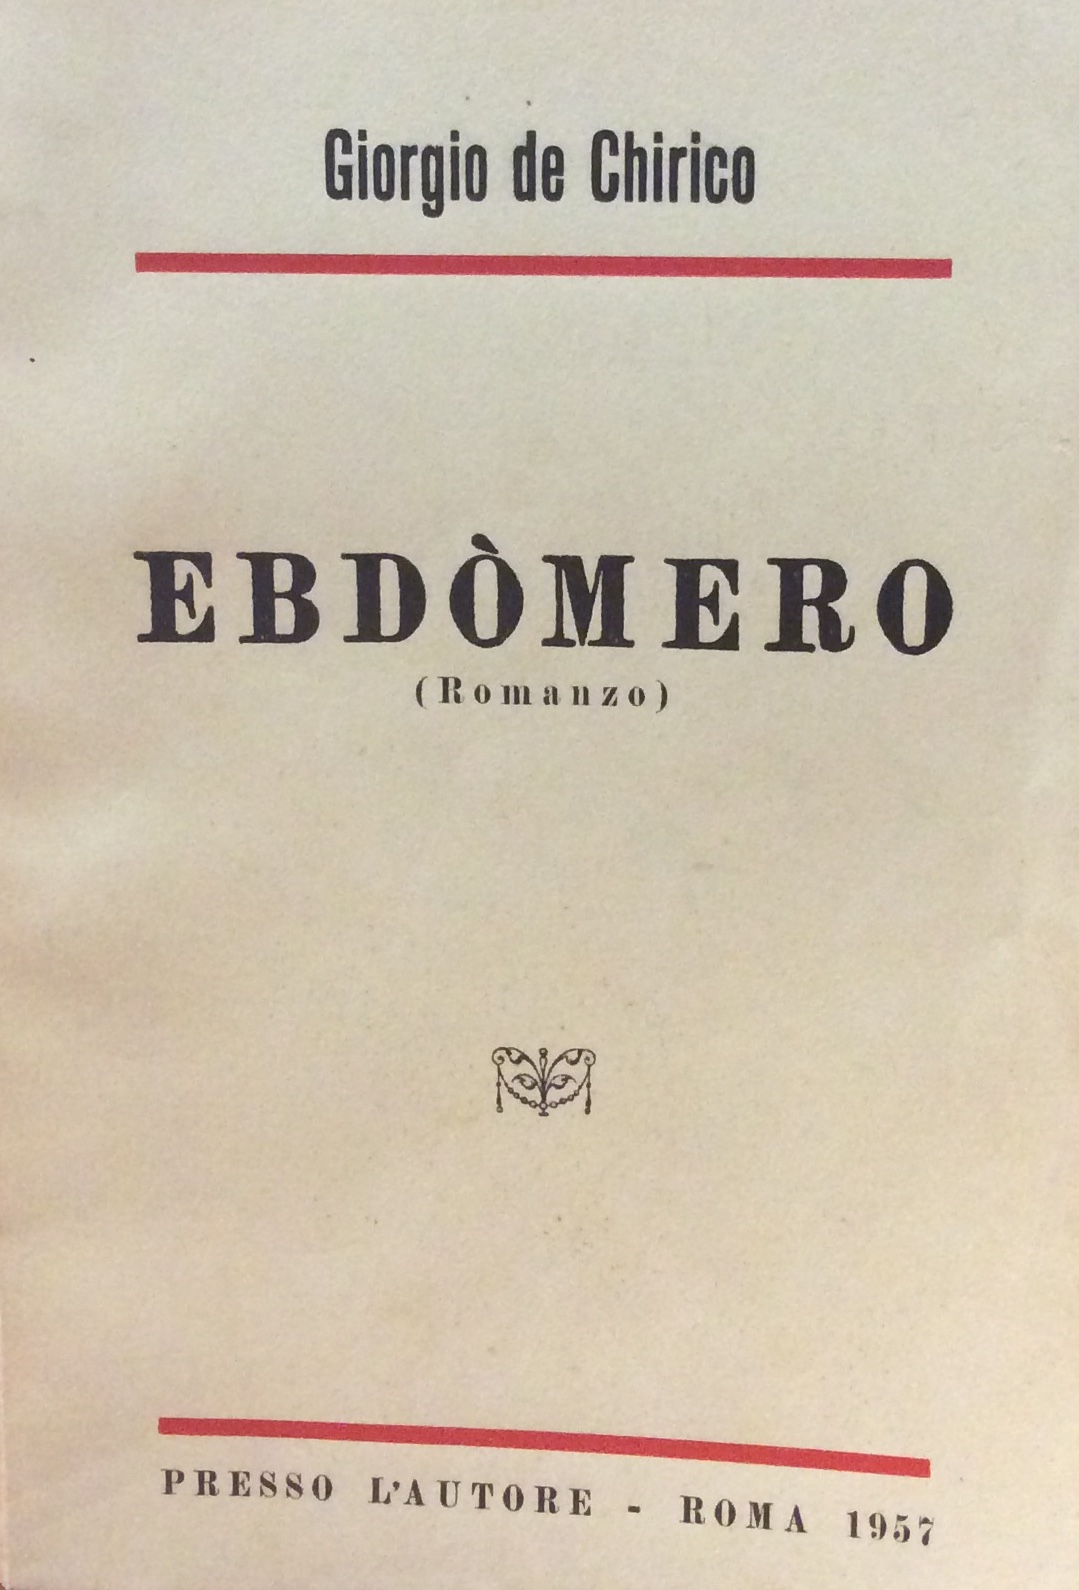 Giorgio de Chirico
EBDÒMERO
(Romanzo)
PRESSO L'AUTORE - ROMA 1957